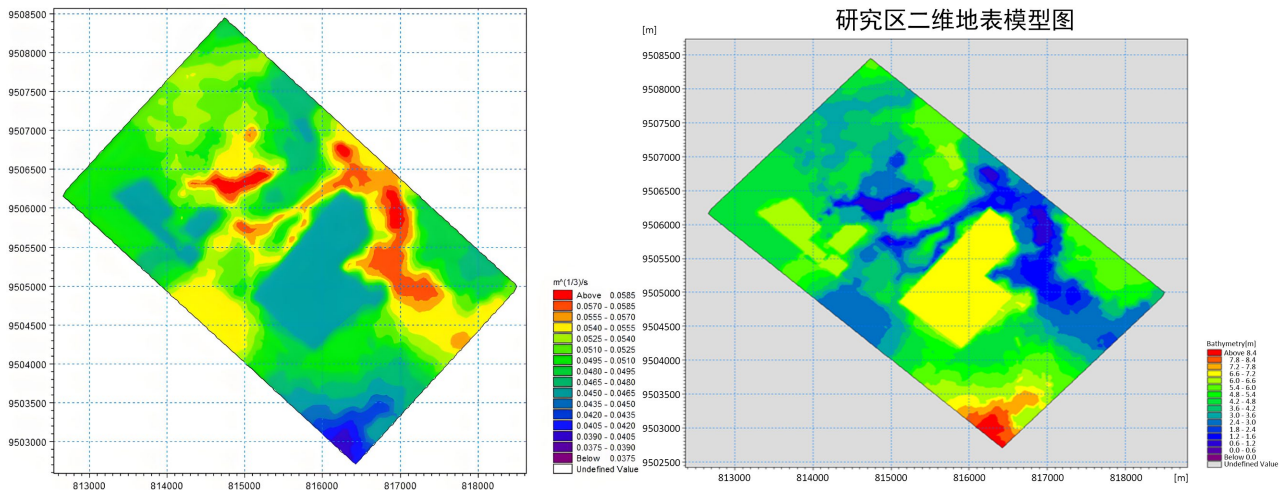 研究区二维地表模型图
9508500
9508000
9507500
9507000
9506500
9506000
9505500
9505000
9504500
9504000
9503500
9503000
813000 814000 815000 816000 817000 818000
m^(1/3)/s
Above 0.0585
0.0570 - 0.0585
0.0555 - 0.0570
0.0540 - 0.0555
0.0525 - 0.0540
0.0510 - 0.0525
0.0495 - 0.0510
0.0480 - 0.0495
0.0465 - 0.0480
0.0450 - 0.0465
0.0435 - 0.0450
0.0420 - 0.0435
0.0405 - 0.0420
0.0390 - 0.0405
0.0375 - 0.0390
Below 0.0375
Undefined Value
[m]
9508500
9508000
9507500
9507000
9506500
9506000
9505500
9505000
9504500
9504000
9503500
9503000
9502500
813000 814000 815000 816000 817000 818000 [m]
Bathymetry[m]
Above 8.4
7.8 - 8.4
7.2 - 7.8
6.6 - 7.2
6.0 - 6.6
5.4 - 6.0
4.8 - 5.4
4.2 - 4.8
3.6 - 4.2
3.0 - 3.6
2.4 - 3.0
1.8 - 2.4
1.2 - 1.6
0.6 - 1.2
0.0 - 0.6
Below 0.0
Undefined Value